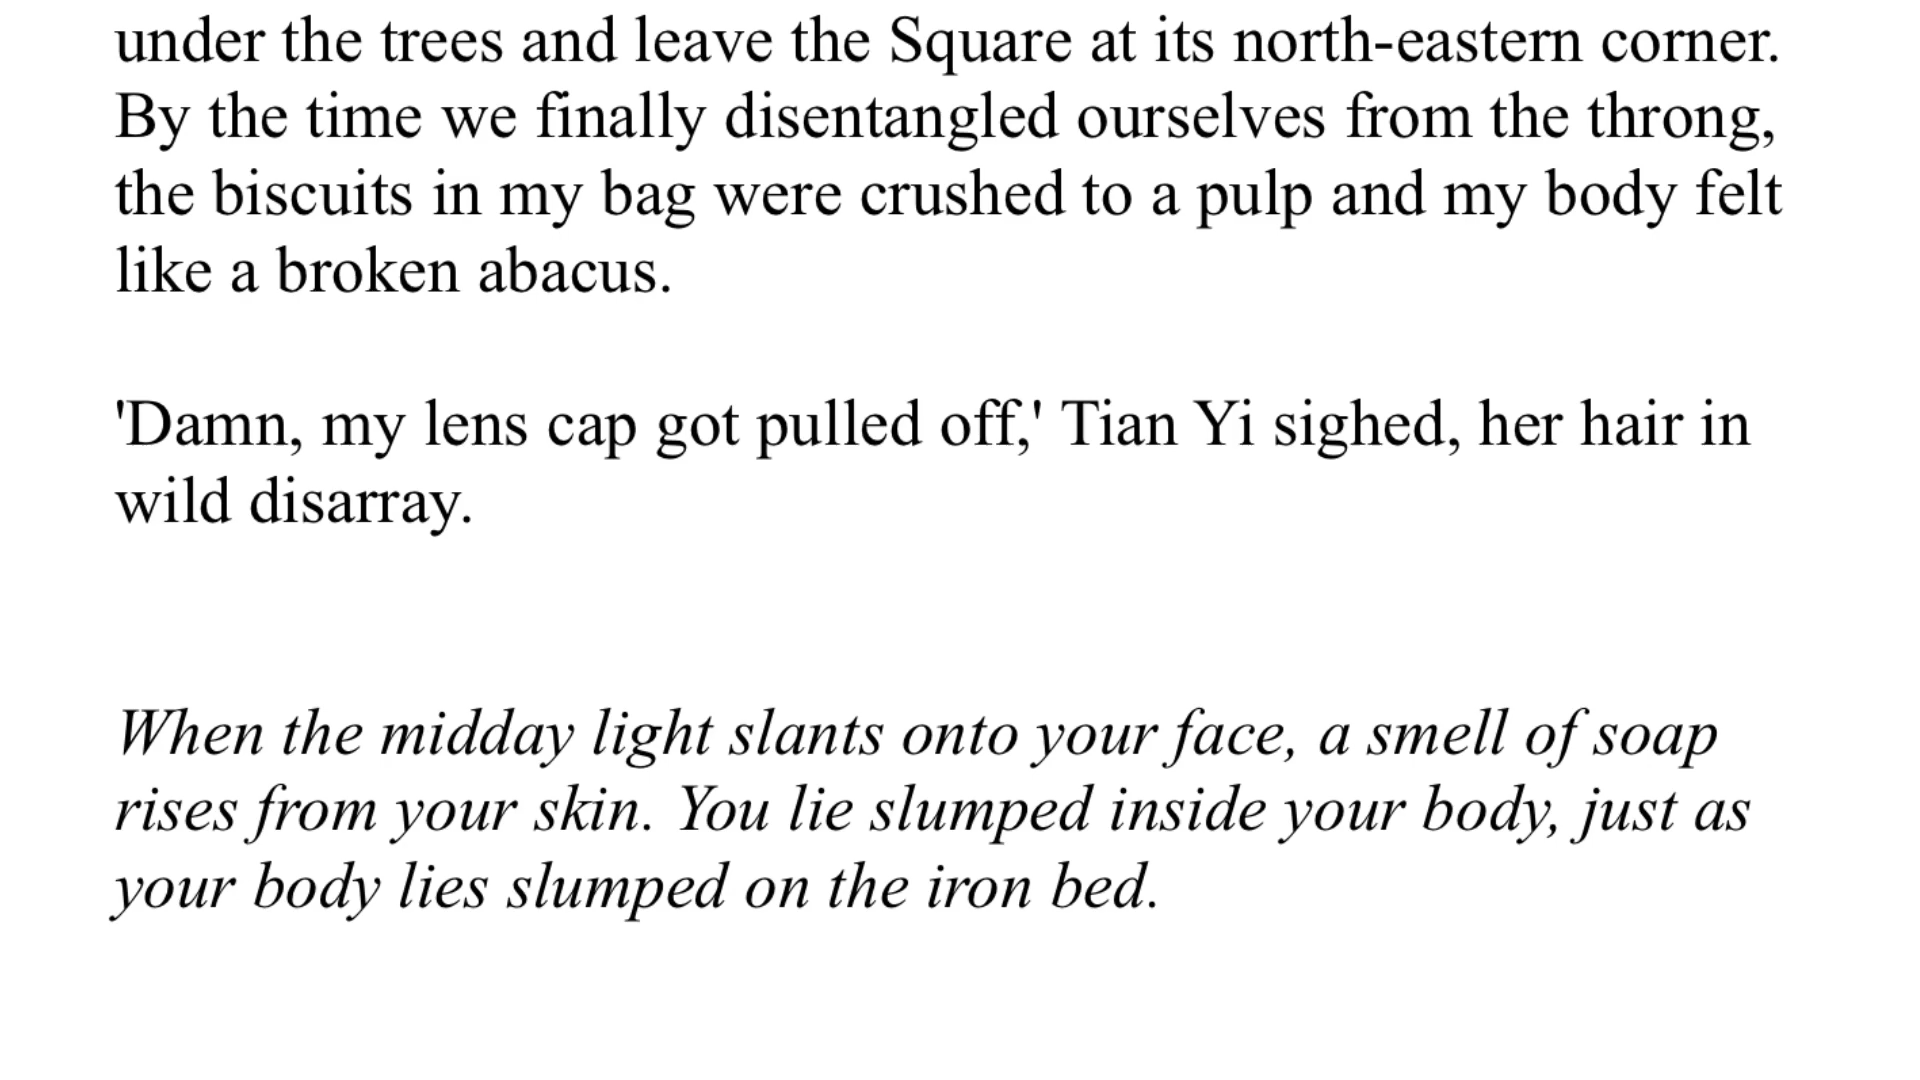 under the trees and leave the Square at its north-eastern corner.
By the time we finally disentangled ourselves from the throng,
the biscuits in my bag were crushed to a pulp and my body felt
like a broken abacus.
'Damn, my lens cap got pulled off,' Tian Yi sighed, her hair in
wild disarray.
When the midday light slants onto your face, a smell of soap
rises from your skin. You lie slumped inside your body, just as
your body lies slumped on the iron bed.